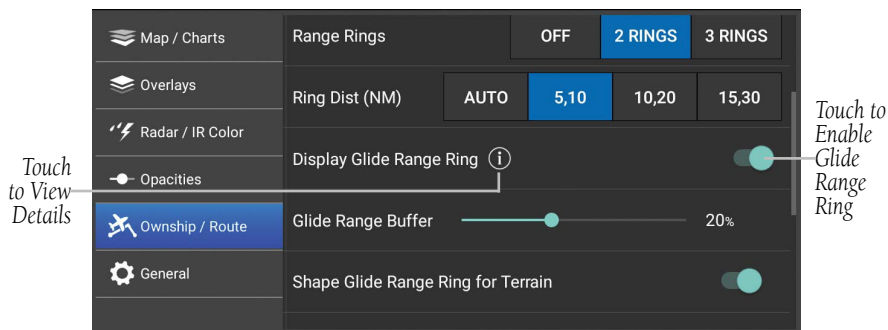 Map / Charts
Overlays
Radar / IR Color
Opacities
Ownship / Route
General
Range Rings OFF 2 RINGS 3 RINGS
Ring Dist (NM) AUTO 5,10 10,20 15,30
Display Glide Range Ring i
Glide Range Buffer 20%
Shape Glide Range Ring for Terrain
Touch
to View
Details
Touch to
Enable
Glide
Range
Ring